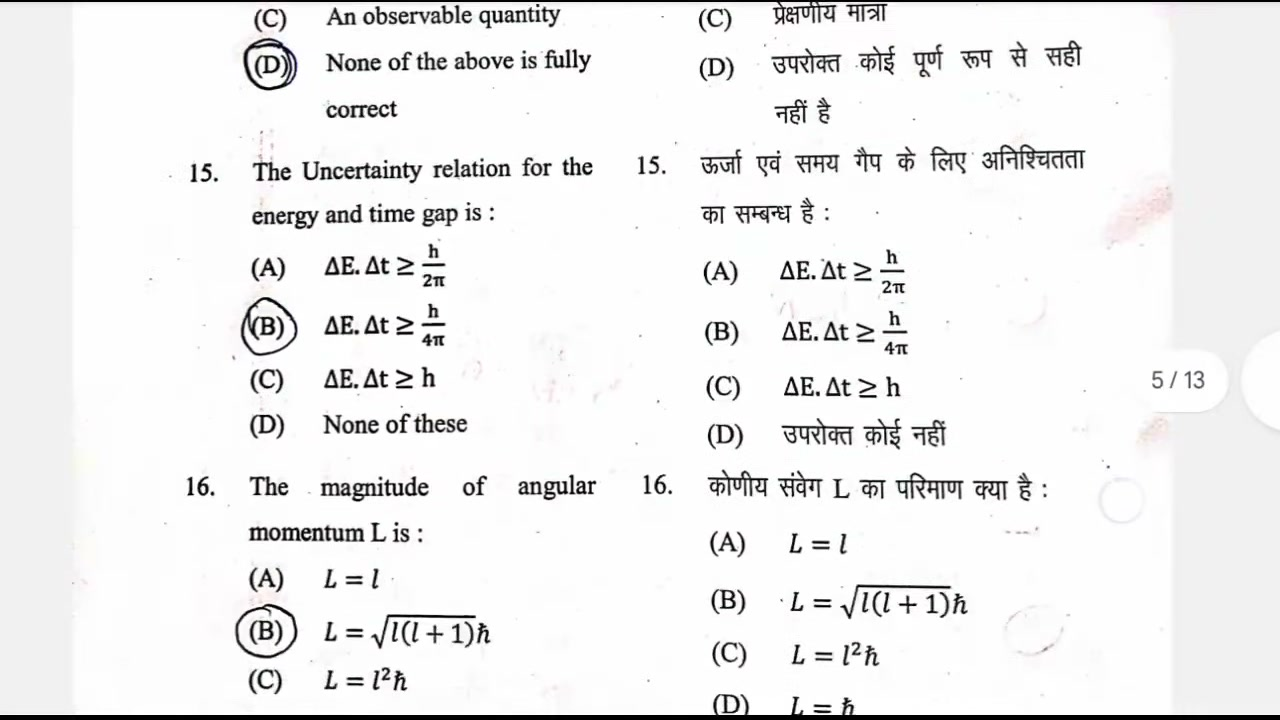 (C) An observable quantity
(D) None of the above is fully
correct
15. The Uncertainty relation for the
energy and time gap is :
(A) ΔE. Δt ≥ h/2π
(B) ΔE. Δt ≥ h/4π
(C) ΔE. Δt ≥ h
(D) None of these
16. The magnitude of angular
momentum L is :
(A) L = l
(B) L = √l(l + 1)ħ
(C) L = l²ħ
(C) प्रेक्षणीय मात्रा
(D) उपरोक्त कोई पूर्ण रूप से सही
नहीं है
15. ऊर्जा एवं समय गैप के लिए अनिश्चितता
का सम्बन्ध है :
(A) ΔE. Δt ≥ h/2π
(B) ΔE. Δt ≥ h/4π
(C) ΔE. Δt ≥ h
(D) उपरोक्त कोई नहीं
16. कोणीय संवेग L का परिमाण क्या है :
(A) L = l
(B) L = √l(l + 1)ħ
(C) L = l²ħ
(D) L = ħ
5 / 13